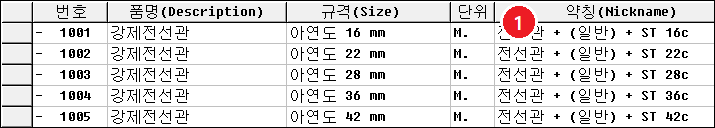 번호 품명(Description) 규격(Size) 단위 약칭(Nickname)
1
- 1001 강제전선관 아연도 16 mm M. 전선관 + (일반) + ST 16c
- 1002 강제전선관 아연도 22 mm M. 전선관 + (일반) + ST 22c
- 1003 강제전선관 아연도 28 mm M. 전선관 + (일반) + ST 28c
- 1004 강제전선관 아연도 36 mm M. 전선관 + (일반) + ST 36c
- 1005 강제전선관 아연도 42 mm M. 전선관 + (일반) + ST 42c